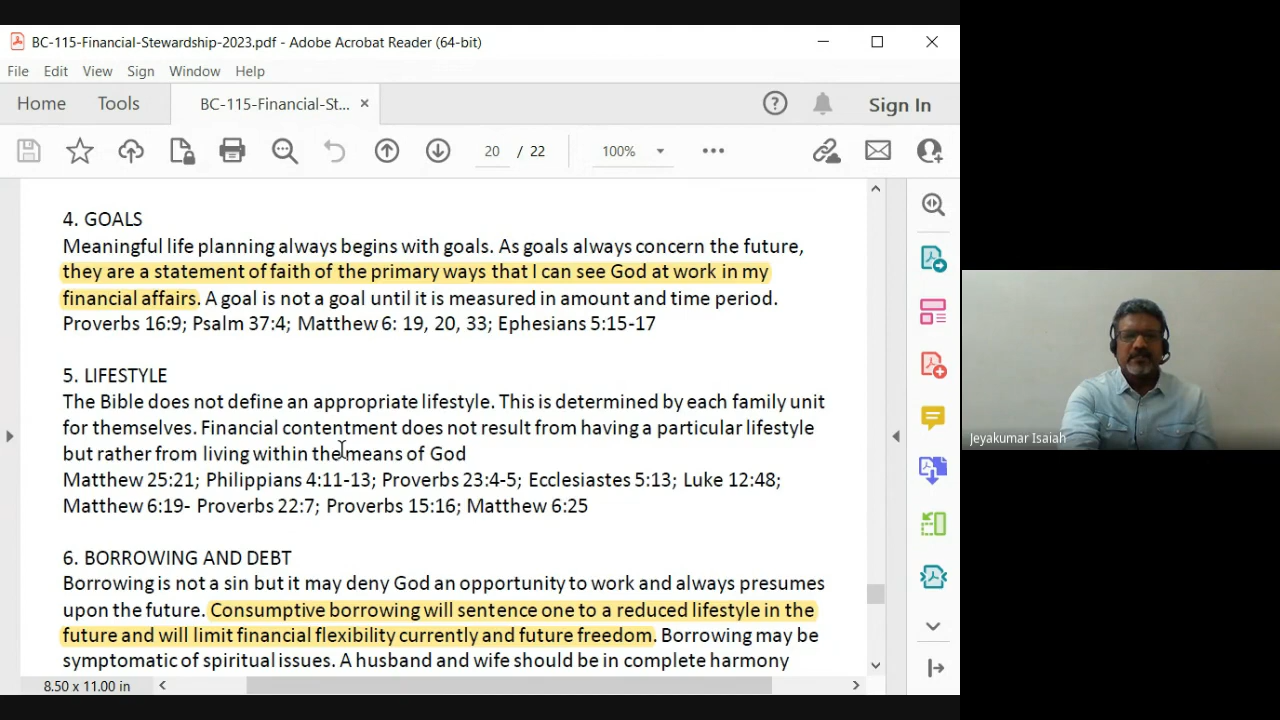 BC-115-Financial-Stewardship-2023.pdf - Adobe Acrobat Reader (64-bit)
File Edit View Sign Window Help
Home Tools BC-115-Financial-St... × Sign In
20 / 22 100%
4. GOALS
Meaningful life planning always begins with goals. As goals always concern the future,
they are a statement of faith of the primary ways that I can see God at work in my
financial affairs. A goal is not a goal until it is measured in amount and time period.
Proverbs 16:9; Psalm 37:4; Matthew 6: 19, 20, 33; Ephesians 5:15-17
5. LIFESTYLE
The Bible does not define an appropriate lifestyle. This is determined by each family unit
for themselves. Financial contentment does not result from having a particular lifestyle
but rather from living within the means of God
Matthew 25:21; Philippians 4:11-13; Proverbs 23:4-5; Ecclesiastes 5:13; Luke 12:48;
Matthew 6:19- Proverbs 22:7; Proverbs 15:16; Matthew 6:25
6. BORROWING AND DEBT
Borrowing is not a sin but it may deny God an opportunity to work and always presumes
upon the future. Consumptive borrowing will sentence one to a reduced lifestyle in the
future and will limit financial flexibility currently and future freedom. Borrowing may be
symptomatic of spiritual issues. A husband and wife should be in complete harmony
8.50 x 11.00 in
Jeyakumar Isaiah